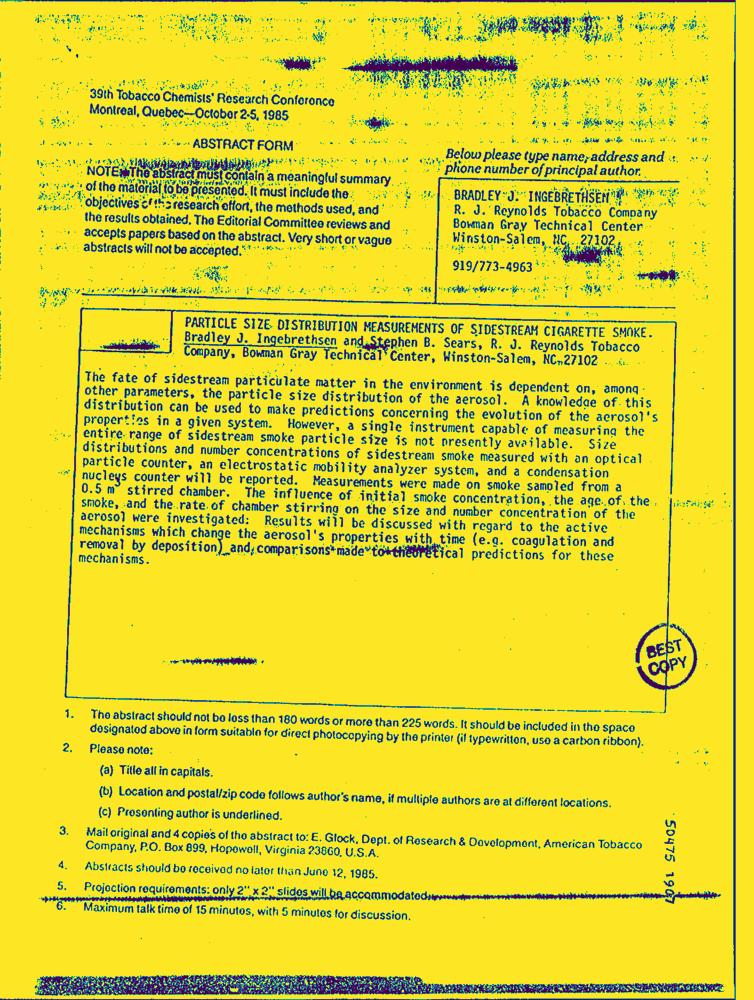 39th Tobacco Chemists' Research Conference
Montreal, Quebec—October 2-5, 1985
ABSTRACT FORM
NOTE: The abstract must contain a meaningful summary
of the material to be presented. It must include the
objectives of the research effort, the methods used, and
the results obtained. The Editorial Committee reviews and
accepts papers based on the abstract. Very short or vague
abstracts will not be accepted.
Below please type name, address and
phone number of principal author.
BRADLEY J. INGEBRETHSEN
R. J. Reynolds Tobacco Company
Bowman Gray Technical Center
Winston-Salem, NC 27102
919/773-4963
PARTICLE SIZE DISTRIBUTION MEASUREMENTS OF SIDESTREAM CIGARETTE SMOKE.
Bradley J. Ingebrethsen and Stephen B. Sears, R. J. Reynolds Tobacco
Company, Bowman Gray Technical Center, Winston-Salem, NC 27102
The fate of sidestream particulate matter in the environment is dependent on, among
other parameters, the particle size distribution of the aerosol. A knowledge of this
distribution can be used to make predictions concerning the evolution of the aerosol's
properties in a given system. However, a single instrument capable of measuring the
entire range of sidestream smoke particle size is not presently available. Size
distributions and number concentrations of sidestream smoke measured with an optical
particle counter, an electrostatic mobility analyzer system, and a condensation
nucleus counter will be reported. Measurements were made on smoke sampled from a
0.5 m³ stirred chamber. The influence of initial smoke concentration, the age of the
smoke, and the rate of chamber stirring on the size and number concentration of the
aerosol were investigated: Results will be discussed with regard to the active
mechanisms which change the aerosol's properties with time (e.g. coagulation and
removal by deposition) and comparisons made to theoretical predictions for these
mechanisms.
BEST
COPY
1. The abstract should not be less than 180 words or more than 225 words. It should be included in the space
designated above in form suitable for direct photocopying by the printer (if typewritten, use a carbon ribbon).
2. Please note:
(a) Title all in capitals.
(b) Location and postal/zip code follows author's name, if multiple authors are at different locations.
(c) Presenting author is underlined.
3. Mail original and 4 copies of the abstract to: E. Glock, Dept. of Research & Development, American Tobacco
Company, P.O. Box 899, Hopewell, Virginia 23860, U.S.A.
4. Abstracts should be received no later than June 12, 1985.
5. Projection requirements: only 2" x 2" slides will be accommodated.
6. Maximum talk time of 15 minutes, with 5 minutes for discussion.
50475 1907